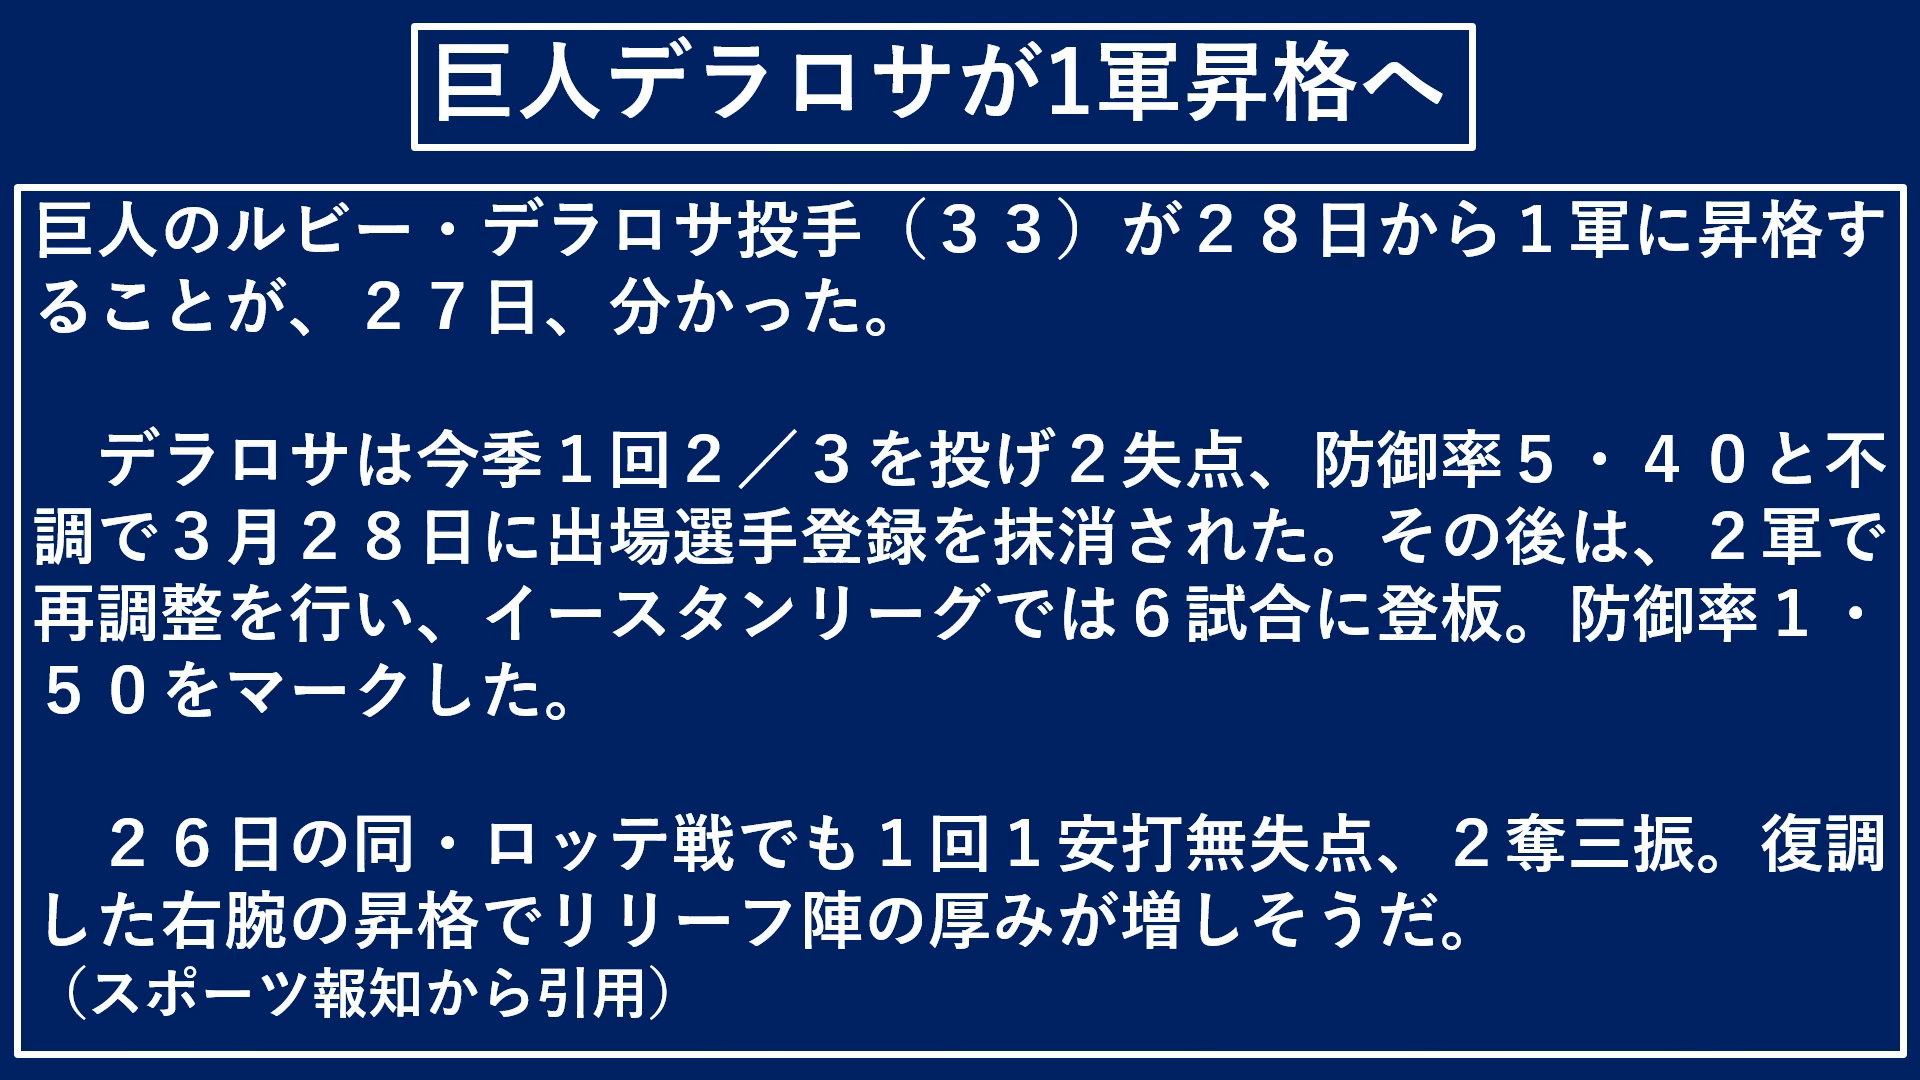 巨人デラロサが1軍昇格へ
巨人のルビー・デラロサ投手（３３）が２８日から１軍に昇格す
ることが、２７日、分かった。
　デラロサは今季１回２／３を投げ２失点、防御率５・４０と不
調で３月２８日に出場選手登録を抹消された。その後は、２軍で
再調整を行い、イースタンリーグでは６試合に登板。防御率１・
５０をマークした。
　２６日の同・ロッテ戦でも１回１安打無失点、２奪三振。復調
した右腕の昇格でリリーフ陣の厚みが増しそうだ。
（スポーツ報知から引用）